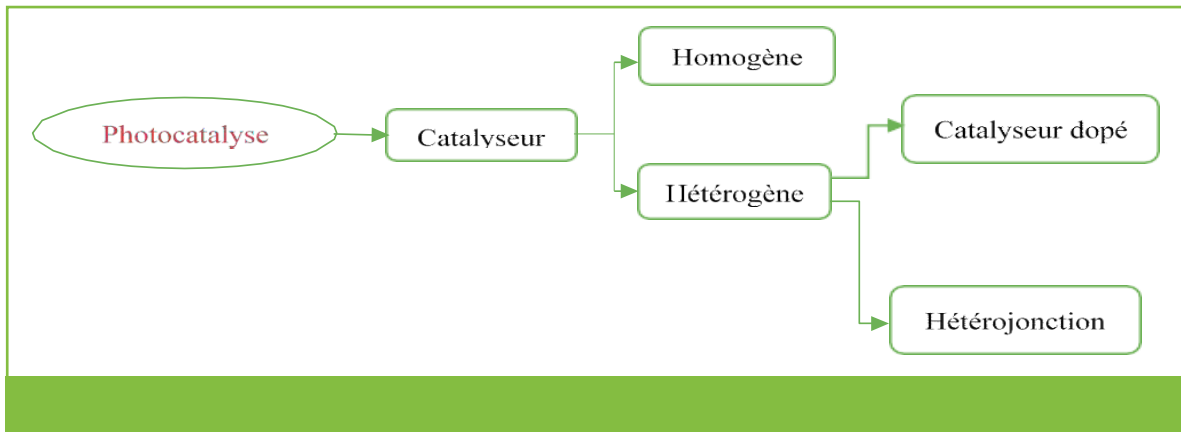 Homogène
Photocatalyse
Catalyseur
Catalyseur dopé
Hétérogène
Hétérojonction